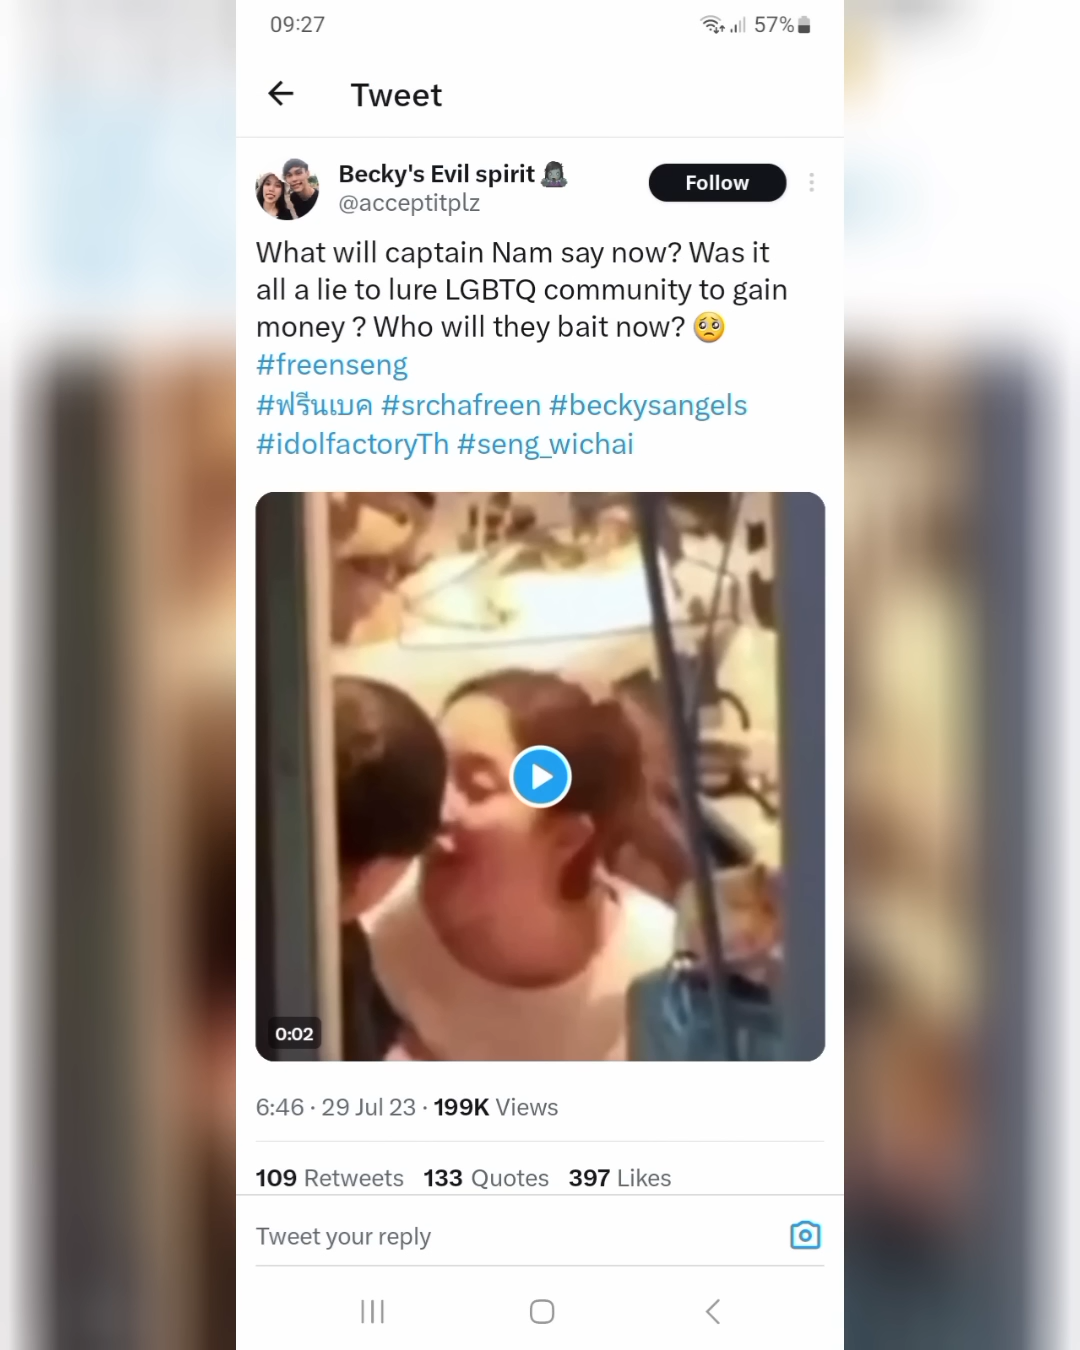 09:27
57%
Tweet
Becky's Evil spirit
Follow
@acceptitplz
What will captain Nam say now? Was it
all a lie to lure LGBTQ community to gain
money ? Who will they bait now? 🥺
#freenseng
#ฟรีนเบค #srchafreen #beckysangels
#idolfactoryTh #seng_wichai
0:02
6:46 · 29 Jul 23 · 199K Views
109 Retweets 133 Quotes 397 Likes
Tweet your reply